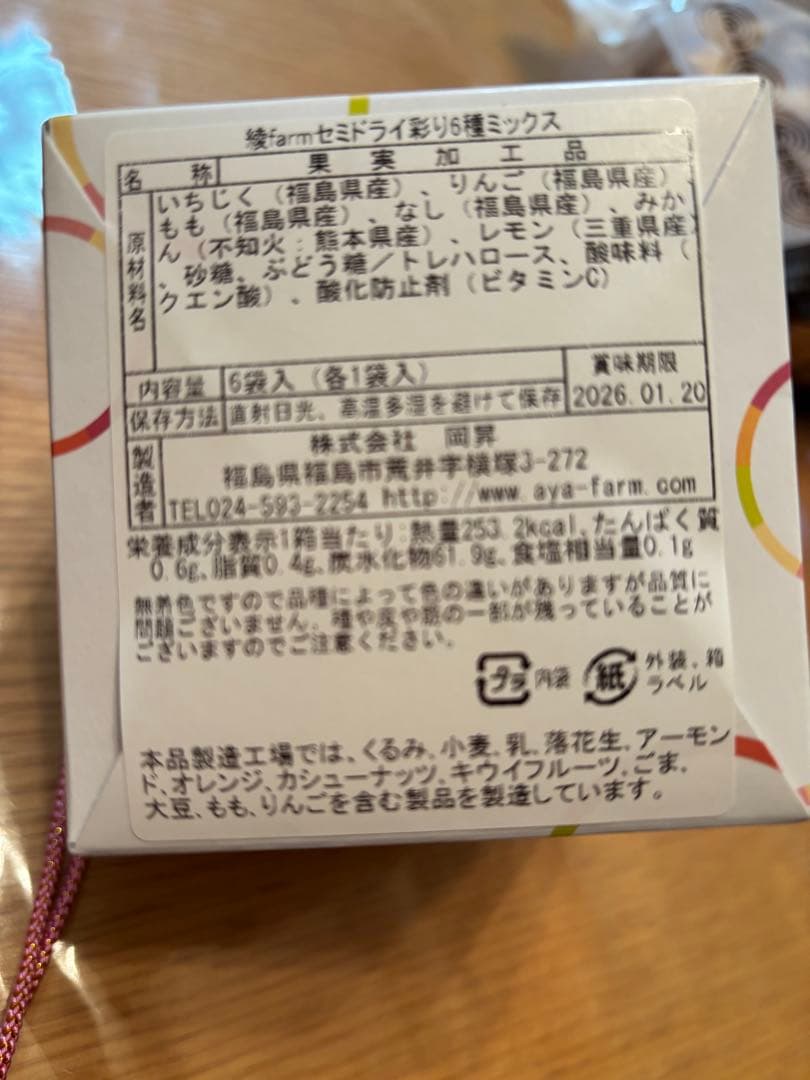 綾farmセミドライ彩り6種ミックス
名 称 果 実 加 工 品
原材料名
いちじく（福島県産）、りんご（福島県産）、
もも（福島県産）、なし（福島県産）、みか
ん（不知火：熊本県産）、レモン（三重県産）
、砂糖、ぶどう糖／トレハロース、酸味料（
クエン酸）、酸化防止剤（ビタミンC）
内容量 6袋入（各1袋入） 賞味期限
保存方法 直射日光、高温多湿を避けて保存 2026.01.20
製造者
株式会社 岡昇
福島県福島市荒井字横塚3-272
TEL024-593-2254 http://www.aya-farm.com
栄養成分表示1箱当たり:熱量253.2kcal、たんぱく質
0.6g、脂質0.4g、炭水化物61.9g、食塩相当量0.1g
無着色ですので品種によって色の違いがありますが品質に
問題ございません。種や皮や筋の一部が残っていることが
ございますのでご注意ください。
プラ 内袋 紙 外装、箱
ラベル
本品製造工場では、くるみ、小麦、乳、落花生、アーモン
ド、オレンジ、カシューナッツ、キウイフルーツ、ごま、
大豆、もも、りんごを含む製品を製造しています。